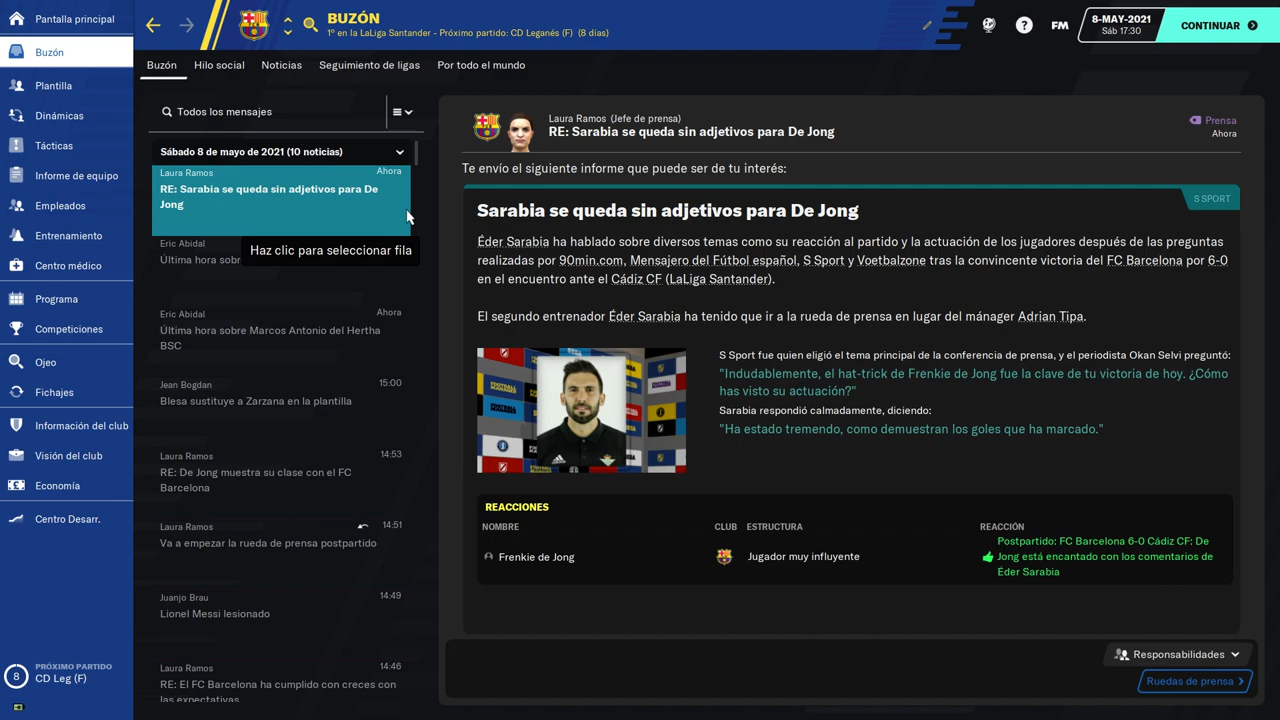 Pantalla principal
Buzón
Plantilla
Dinámicas
Tácticas
Informe de equipo
Empleados
Entrenamiento
Centro médico
Programa
Competiciones
Ojeo
Fichajes
Información del club
Visión del club
Economía
Centro Desarr.
8
PRÓXIMO PARTIDO
CD Leg (F)
BUZÓN
1º en la LaLiga Santander - Próximo partido: CD Leganés (F) (8 días)
?
FM
8-MAY-2021
Sáb 17:30
CONTINUAR
Buzón
Hilo social
Noticias
Seguimiento de ligas
Por todo el mundo
Todos los mensajes
Sábado 8 de mayo de 2021 (10 noticias)
Laura Ramos
Ahora
RE: Sarabia se queda sin adjetivos para De
Jong
Eric Abidal
Última hora sobr
Haz clic para seleccionar fila
Eric Abidal
Ahora
Última hora sobre Marcos Antonio del Hertha
BSC
Jean Bogdan
15:00
Blesa sustituye a Zarzana en la plantilla
Laura Ramos
14:53
RE: De Jong muestra su clase con el FC
Barcelona
Laura Ramos
14:51
Va a empezar la rueda de prensa postpartido
Juanjo Brau
14:49
Lionel Messi lesionado
Laura Ramos
14:46
RE: El FC Barcelona ha cumplido con creces con
las expectativas
Laura Ramos (Jefe de prensa)
RE: Sarabia se queda sin adjetivos para De Jong
Prensa
Ahora
Te envío el siguiente informe que puede ser de tu interés:
S SPORT
Sarabia se queda sin adjetivos para De Jong
Éder Sarabia ha hablado sobre diversos temas como su reacción al partido y la actuación de los jugadores después de las preguntas
realizadas por 90min.com, Mensajero del Fútbol español, S Sport y Voetbalzone tras la convincente victoria del FC Barcelona por 6-0
en el encuentro ante el Cádiz CF (LaLiga Santander).
El segundo entrenador Éder Sarabia ha tenido que ir a la rueda de prensa en lugar del mánager Adrian Tipa.
S Sport fue quien eligió el tema principal de la conferencia de prensa, y el periodista Okan Selvi preguntó:
"Indudablemente, el hat-trick de Frenkie de Jong fue la clave de tu victoria de hoy. ¿Cómo
has visto su actuación?"
Sarabia respondió calmadamente, diciendo:
"Ha estado tremendo, como demuestran los goles que ha marcado."
REACCIONES
NOMBRE
CLUB
ESTRUCTURA
REACCIÓN
Frenkie de Jong
Jugador muy influyente
Postpartido: FC Barcelona 6-0 Cádiz CF: De
Jong está encantado con los comentarios de
Éder Sarabia
Responsabilidades
Ruedas de prensa